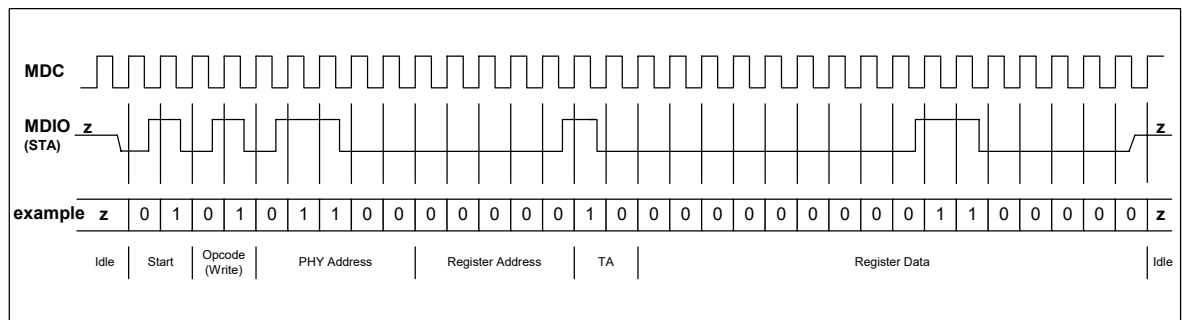 MDC
MDIO z z
(STA)
example z 0 1 0 1 0 1 1 0 0 0 0 0 0 0 1 0 0 0 0 0 0 0 0 0 0 1 1 0 0 0 0 0 z
Idle Start Opcode (Write) PHY Address Register Address TA Register Data Idle